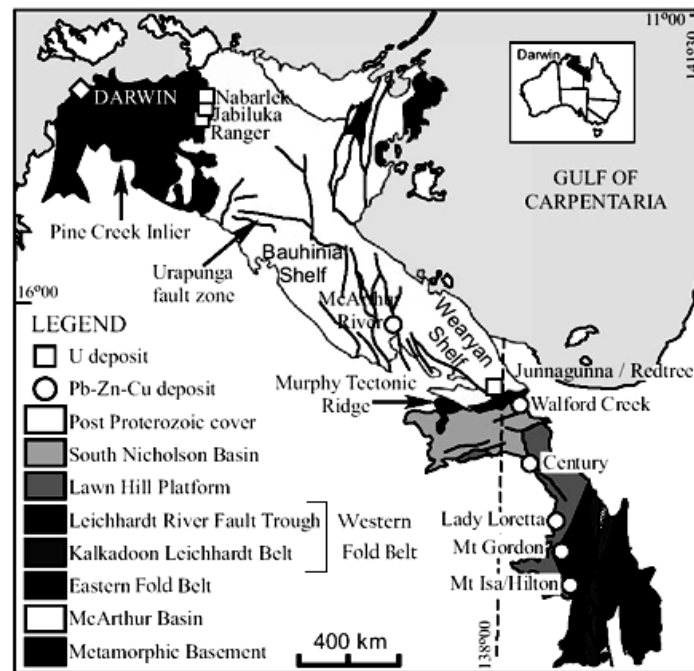 11°00
141°30
Darwin
DARWIN
Nabarlek
Jabiluka
Ranger
GULF OF
CARPENTARIA
Pine Creek Inlier
Urapunga
fault zone
Bauhinia
Shelf
16°00
McArthur
River
Wearyan
Shelf
LEGEND
U deposit
Pb-Zn-Cu deposit
Post Proterozoic cover
South Nicholson Basin
Lawn Hill Platform
Leichhardt River Fault Trough
Kalkadoon Leichhardt Belt
Western
Fold Belt
Eastern Fold Belt
McArthur Basin
Metamorphic Basement
Junnagunna / Redtree
Murphy Tectonic
Ridge
Walford Creek
Century
Lady Loretta
Mt Gordon
Mt Isa/Hilton
400 km
138°00